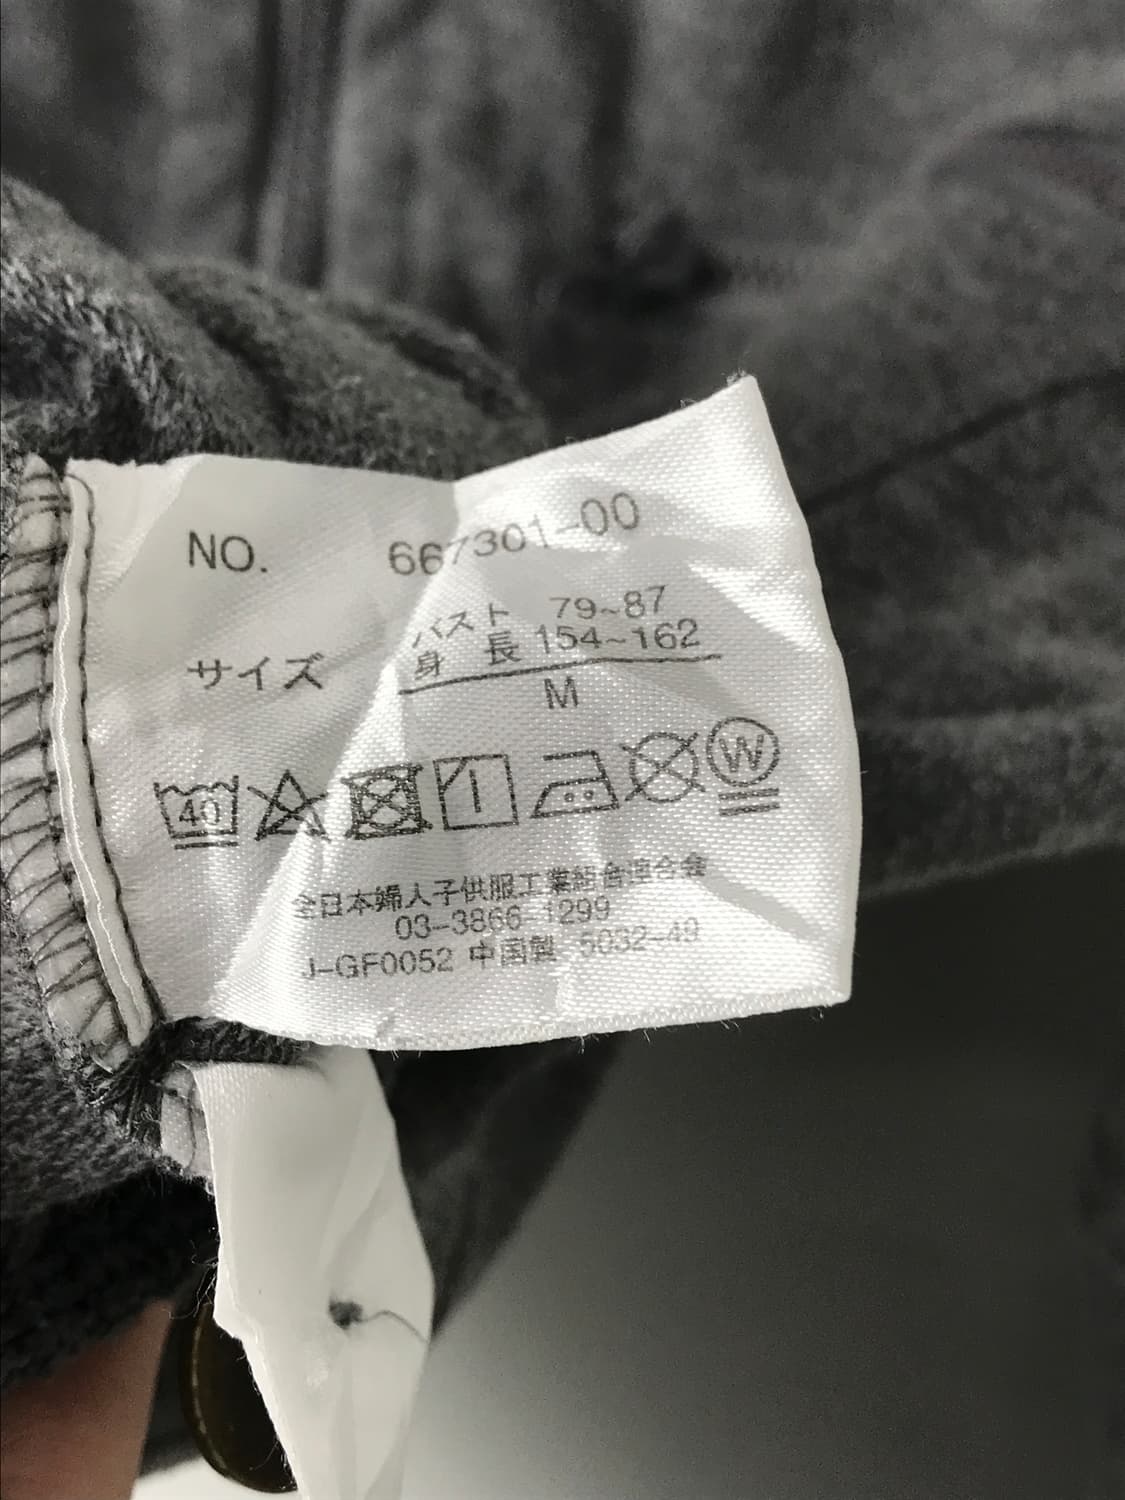 NO. 667301-00
バスト 79~87
サイズ 身 長 154~162
M
40 W
全日本婦人子供服工業組合連合会
03-3866-1299
J-GF0052 中国製 5032-49